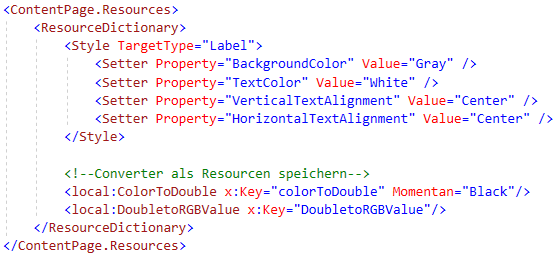 <ContentPage.Resources>
<ResourceDictionary>
<Style TargetType="Label">
<Setter Property="BackgroundColor" Value="Gray" />
<Setter Property="TextColor" Value="White" />
<Setter Property="VerticalTextAlignment" Value="Center" />
<Setter Property="HorizontalTextAlignment" Value="Center" />
</Style>
<!--Converter als Resourcen speichern-->
<local:ColorToDouble x:Key="colorToDouble" Momentan="Black"/>
<local:DoubletoRGBValue x:Key="DoubletoRGBValue"/>
</ResourceDictionary>
</ContentPage.Resources>